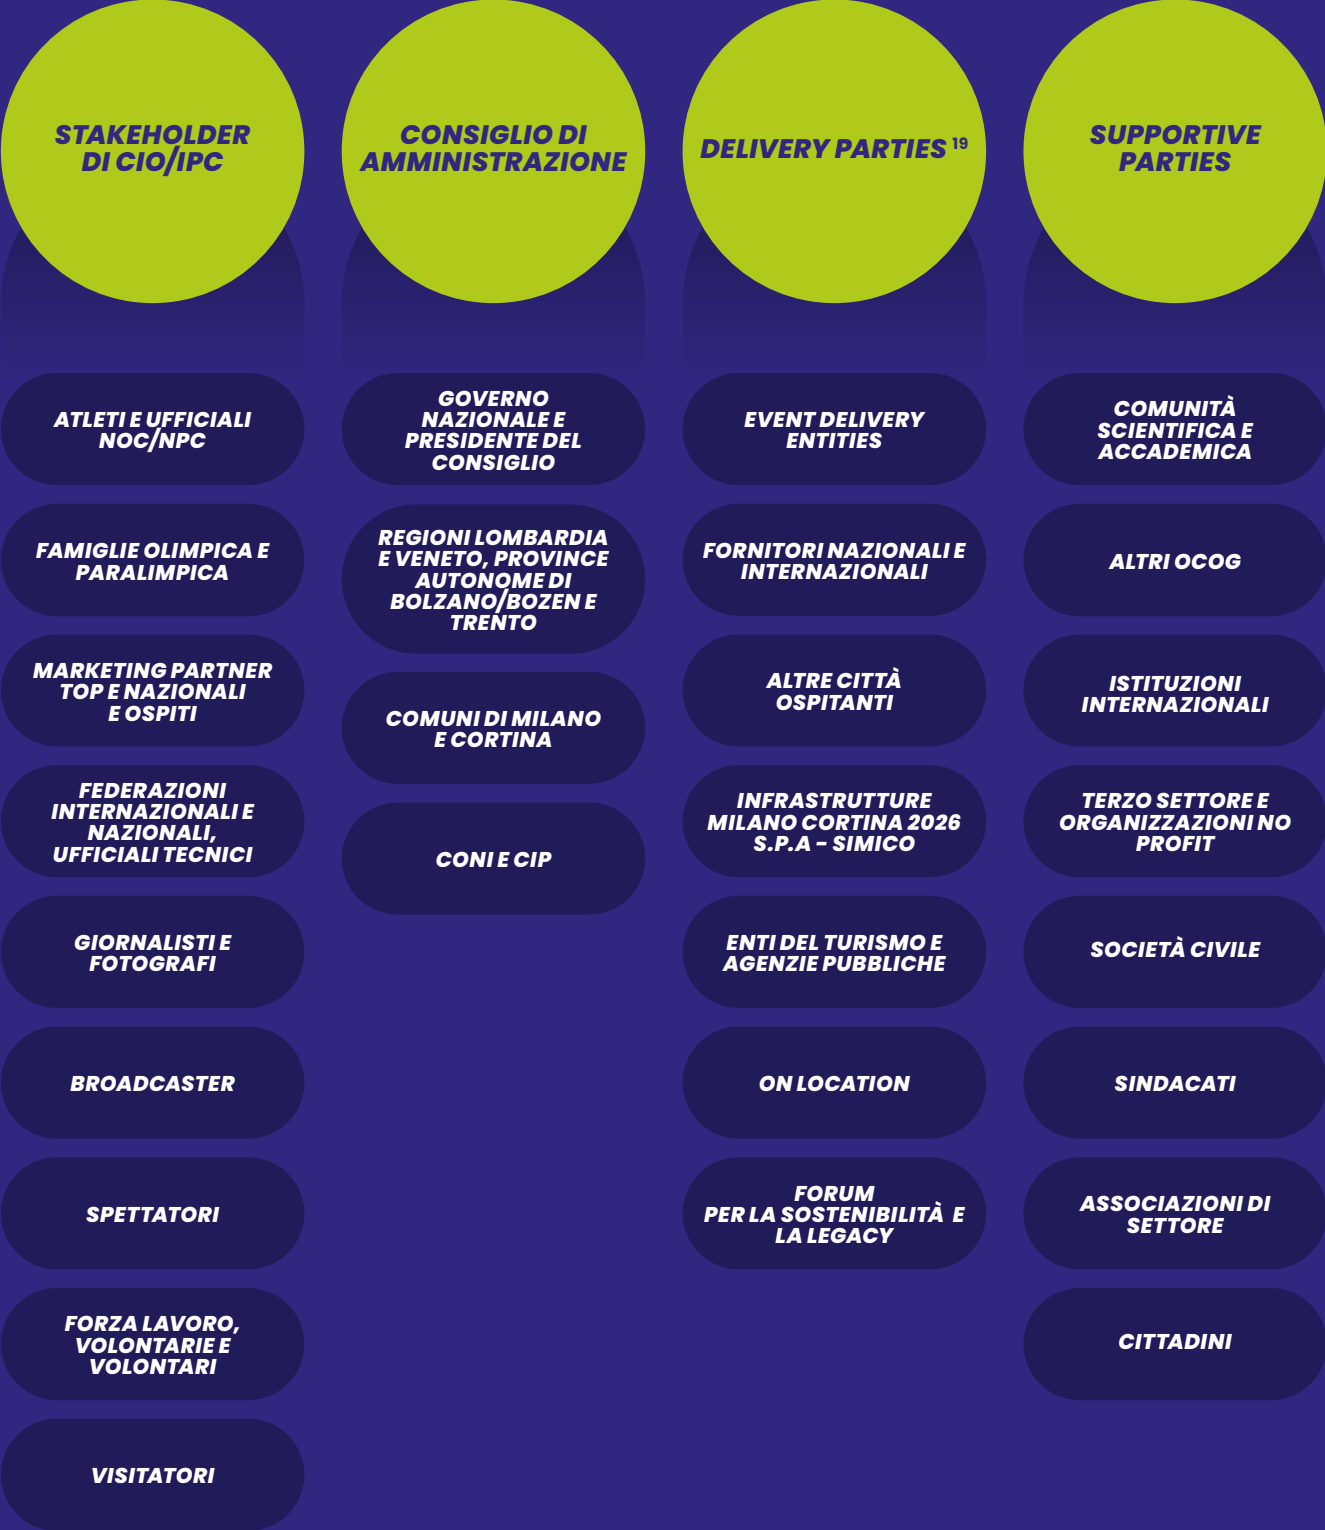 STAKEHOLDER
DI CIO/IPC
ATLETI E UFFICIALI
NOC/NPC
FAMIGLIE OLIMPICA E
PARALIMPICA
MARKETING PARTNER
TOP E NAZIONALI
E OSPITI
FEDERAZIONI
INTERNAZIONALI E
NAZIONALI,
UFFICIALI TECNICI
GIORNALISTI E
FOTOGRAFI
BROADCASTER
SPETTATORI
FORZA LAVORO,
VOLONTARIE E
VOLONTARI
VISITATORI
CONSIGLIO DI
AMMINISTRAZIONE
GOVERNO
NAZIONALE E
PRESIDENTE DEL
CONSIGLIO
REGIONI LOMBARDIA
E VENETO, PROVINCE
AUTONOME DI
BOLZANO/BOZEN E
TRENTO
COMUNI DI MILANO
E CORTINA
CONI E CIP
DELIVERY PARTIES 19
EVENT DELIVERY
ENTITIES
FORNITORI NAZIONALI E
INTERNAZIONALI
ALTRE CITTÀ
OSPITANTI
INFRASTRUTTURE
MILANO CORTINA 2026
S.P.A - SIMICO
ENTI DEL TURISMO E
AGENZIE PUBBLICHE
ON LOCATION
FORUM
PER LA SOSTENIBILITÀ E
LA LEGACY
SUPPORTIVE
PARTIES
COMUNITÀ
SCIENTIFICA E
ACCADEMICA
ALTRI OCOG
ISTITUZIONI
INTERNAZIONALI
TERZO SETTORE E
ORGANIZZAZIONI NO
PROFIT
SOCIETÀ CIVILE
SINDACATI
ASSOCIAZIONI DI
SETTORE
CITTADINI